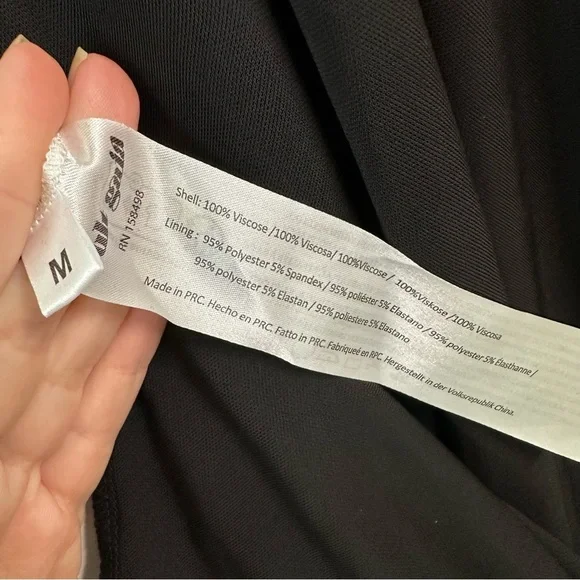 M
RN 158498
Shell: 100% Viscose /100% Viscosa/ 100%Viscose / 100%Viskose /100% Viscosa
Lining : 95% Polyester 5% Spandex / 95% poliéster 5% Elastano / 95% polyester 5% Élasthanne /
95% polyester 5% Elastan / 95% poliestere 5% Elastano
Made in PRC. Hecho en PRC. Fatto in PRC. Fabriqueé en RPC. Hergestellt in der Volksrepublik China.